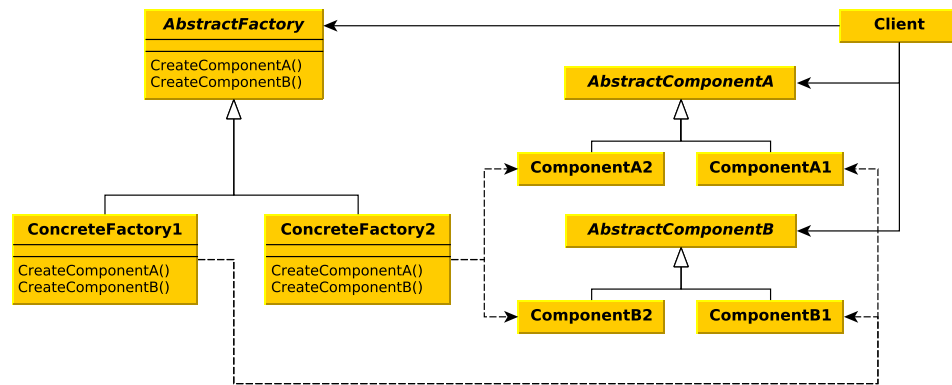 AbstractFactory
CreateComponentA()
CreateComponentB()
Client
AbstractComponentA
ComponentA2
ComponentA1
ConcreteFactory1
CreateComponentA()
CreateComponentB()
ConcreteFactory2
CreateComponentA()
CreateComponentB()
AbstractComponentB
ComponentB2
ComponentB1